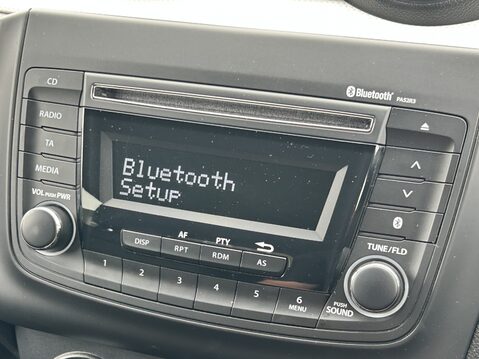 CD
Bluetooth® PA53R3
RADIO
TA
MEDIA
VOL PUSH PWR
Bluetooth
Setup
AF
PTY
DISP
RPT
RDM
AS
TUNE/FLD
1
2
3
4
5
6
MENU
PUSH
SOUND